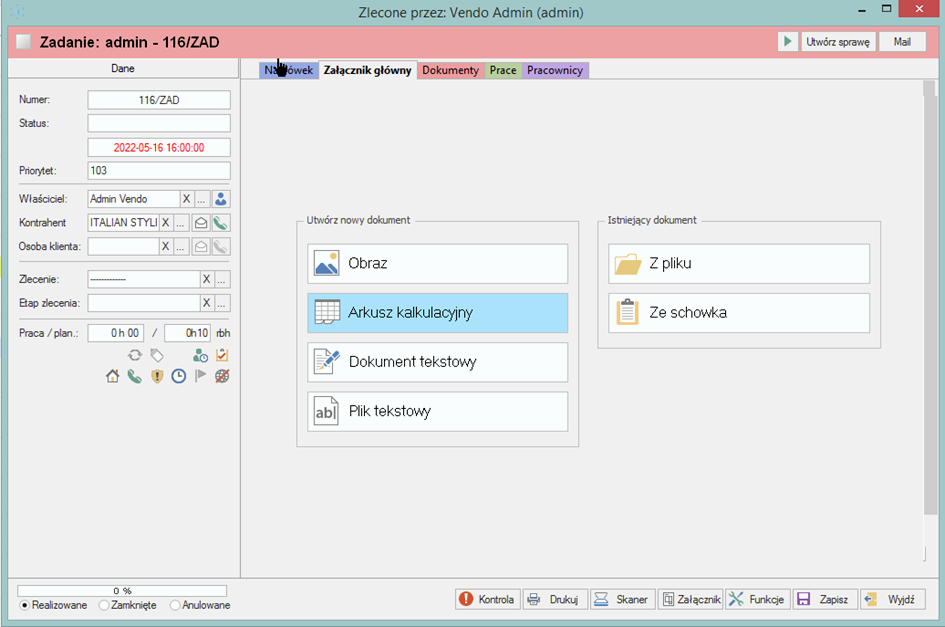 Zlecone przez: Vendo Admin (admin)
Zadanie: admin - 116/ZAD
Utwórz sprawę
Mail
Dane
Załącznik główny
Dokumenty
Prace
Pracownicy
Numer:
116/ZAD
Status:
2022-05-16 16:00:00
Priorytet:
103
Właściciel:
Admin Vendo
X
...
Kontrahent
ITALIAN STYLI
X
...
Osoba klienta:
X
...
Zlecenie:
-------------
X
...
Etap zlecenia:
X
...
Praca / plan.:
0 h 00
/
0h10
rbh
Utwórz nowy dokument
Obraz
Arkusz kalkulacyjny
Dokument tekstowy
ab|
Plik tekstowy
Istniejący dokument
Z pliku
Ze schowka
0 %
Realizowane
Zamknięte
Anulowane
Kontrola
Drukuj
Skaner
Załącznik
Funkcje
Zapisz
Wyjdź